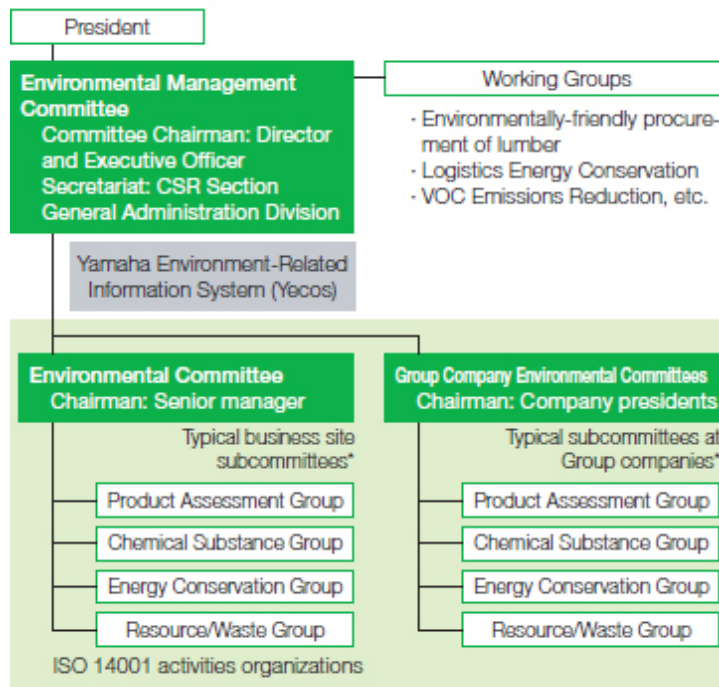 President
Environmental Management
Committee
Committee Chairman: Director
and Executive Officer
Secretariat: CSR Section
General Administration Division
Working Groups
· Environmentally-friendly procure-
ment of lumber
· Logistics Energy Conservation
· VOC Emissions Reduction, etc.
Yamaha Environment-Related
Information System (Yecos)
Environmental Committee
Chairman: Senior manager
Typical business site
subcommittees*
Product Assessment Group
Chemical Substance Group
Energy Conservation Group
Resource/Waste Group
ISO 14001 activities organizations
Group Company Environmental Committees
Chairman: Company presidents
Typical subcommittees at
Group companies*
Product Assessment Group
Chemical Substance Group
Energy Conservation Group
Resource/Waste Group